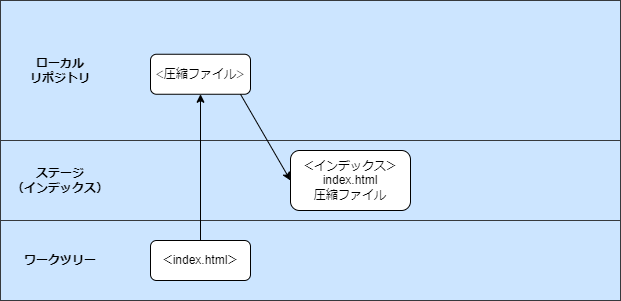 ローカル
リポジトリ
<圧縮ファイル>
ステージ
（インデックス）
＜インデックス＞
index.html
圧縮ファイル
ワークツリー
＜index.html＞